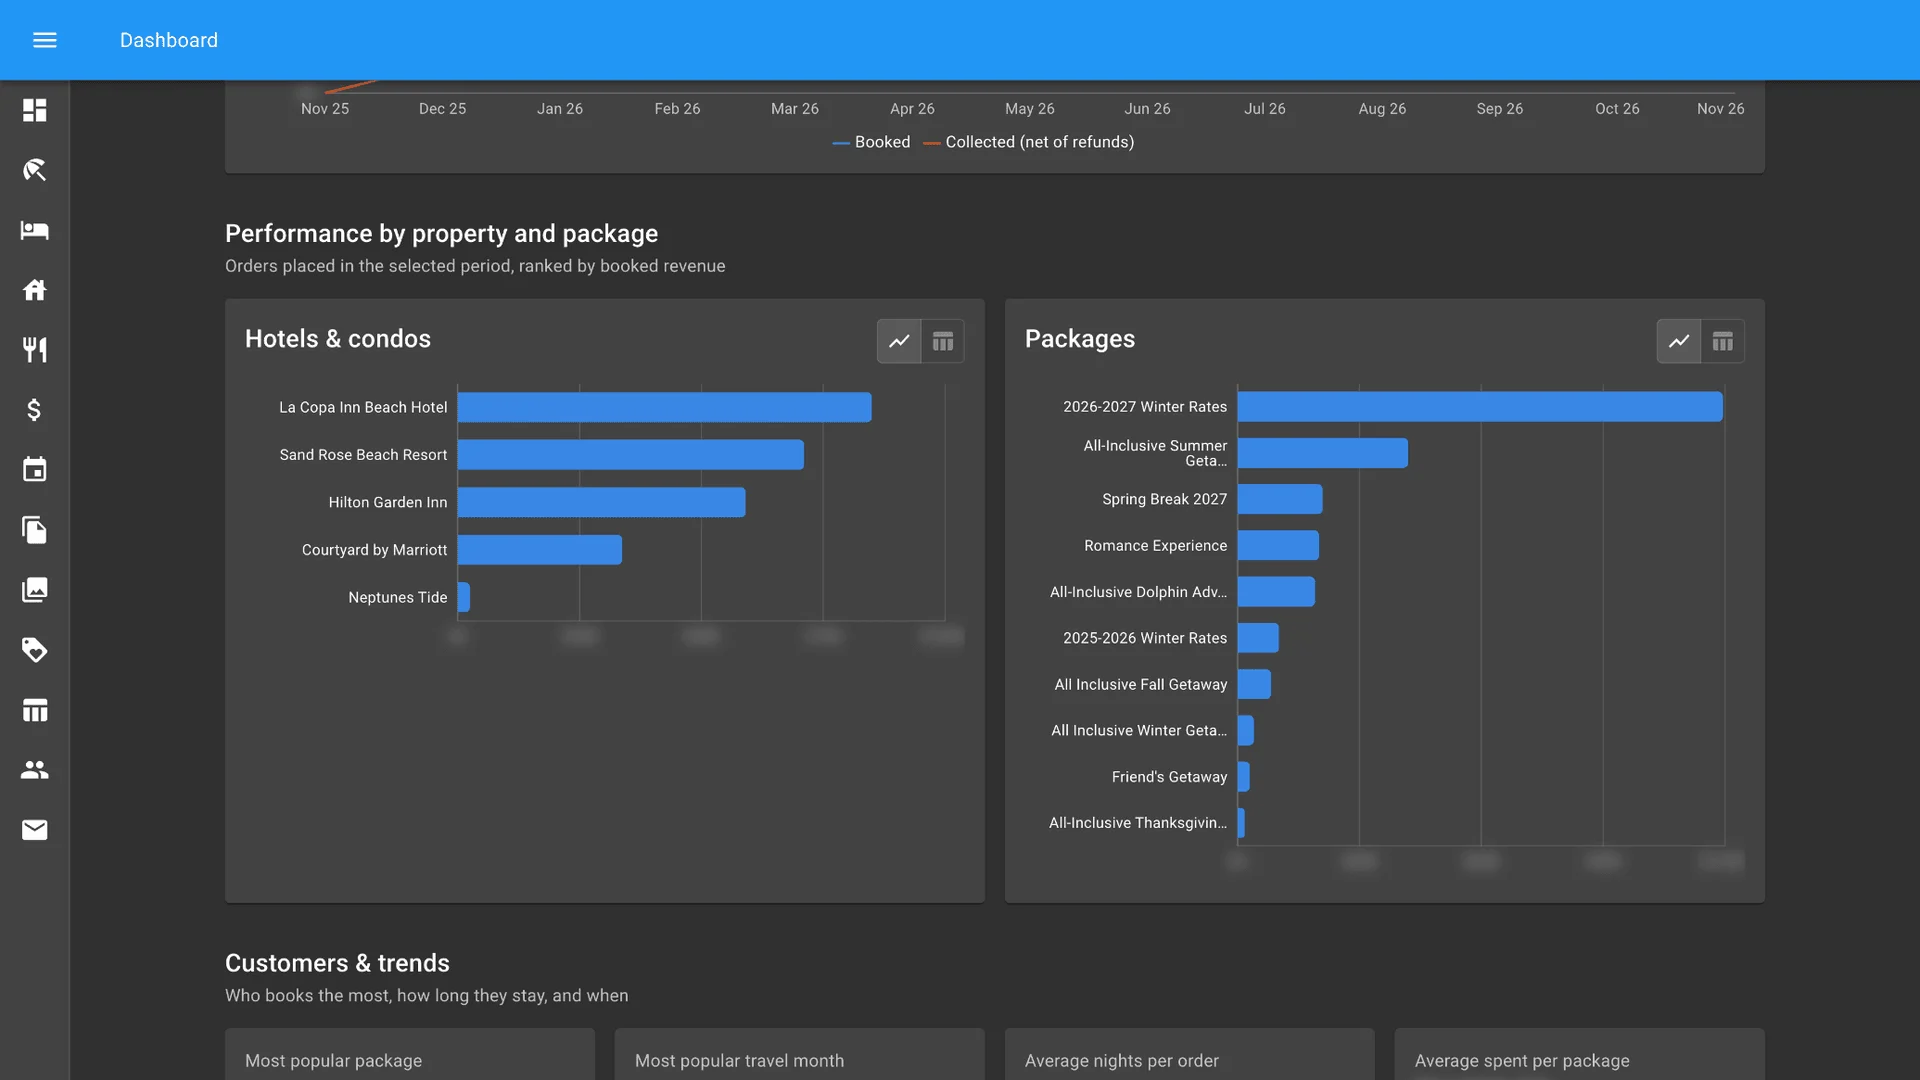 Dashboard
Nov 25 Dec 25 Jan 26 Feb 26 Mar 26 Apr 26 May 26 Jun 26 Jul 26 Aug 26 Sep 26 Oct 26 Nov 26
Booked Collected (net of refunds)
Performance by property and package
Orders placed in the selected period, ranked by booked revenue
Hotels & condos
La Copa Inn Beach Hotel
Sand Rose Beach Resort
Hilton Garden Inn
Courtyard by Marriott
Neptunes Tide
Packages
2026-2027 Winter Rates
All-Inclusive Summer
Geta…
Spring Break 2027
Romance Experience
All-Inclusive Dolphin Adv…
2025-2026 Winter Rates
All Inclusive Fall Getaway
All Inclusive Winter Geta…
Friend's Getaway
All-Inclusive Thanksgivin…
Customers & trends
Who books the most, how long they stay, and when
Most popular package
Most popular travel month
Average nights per order
Average spent per package